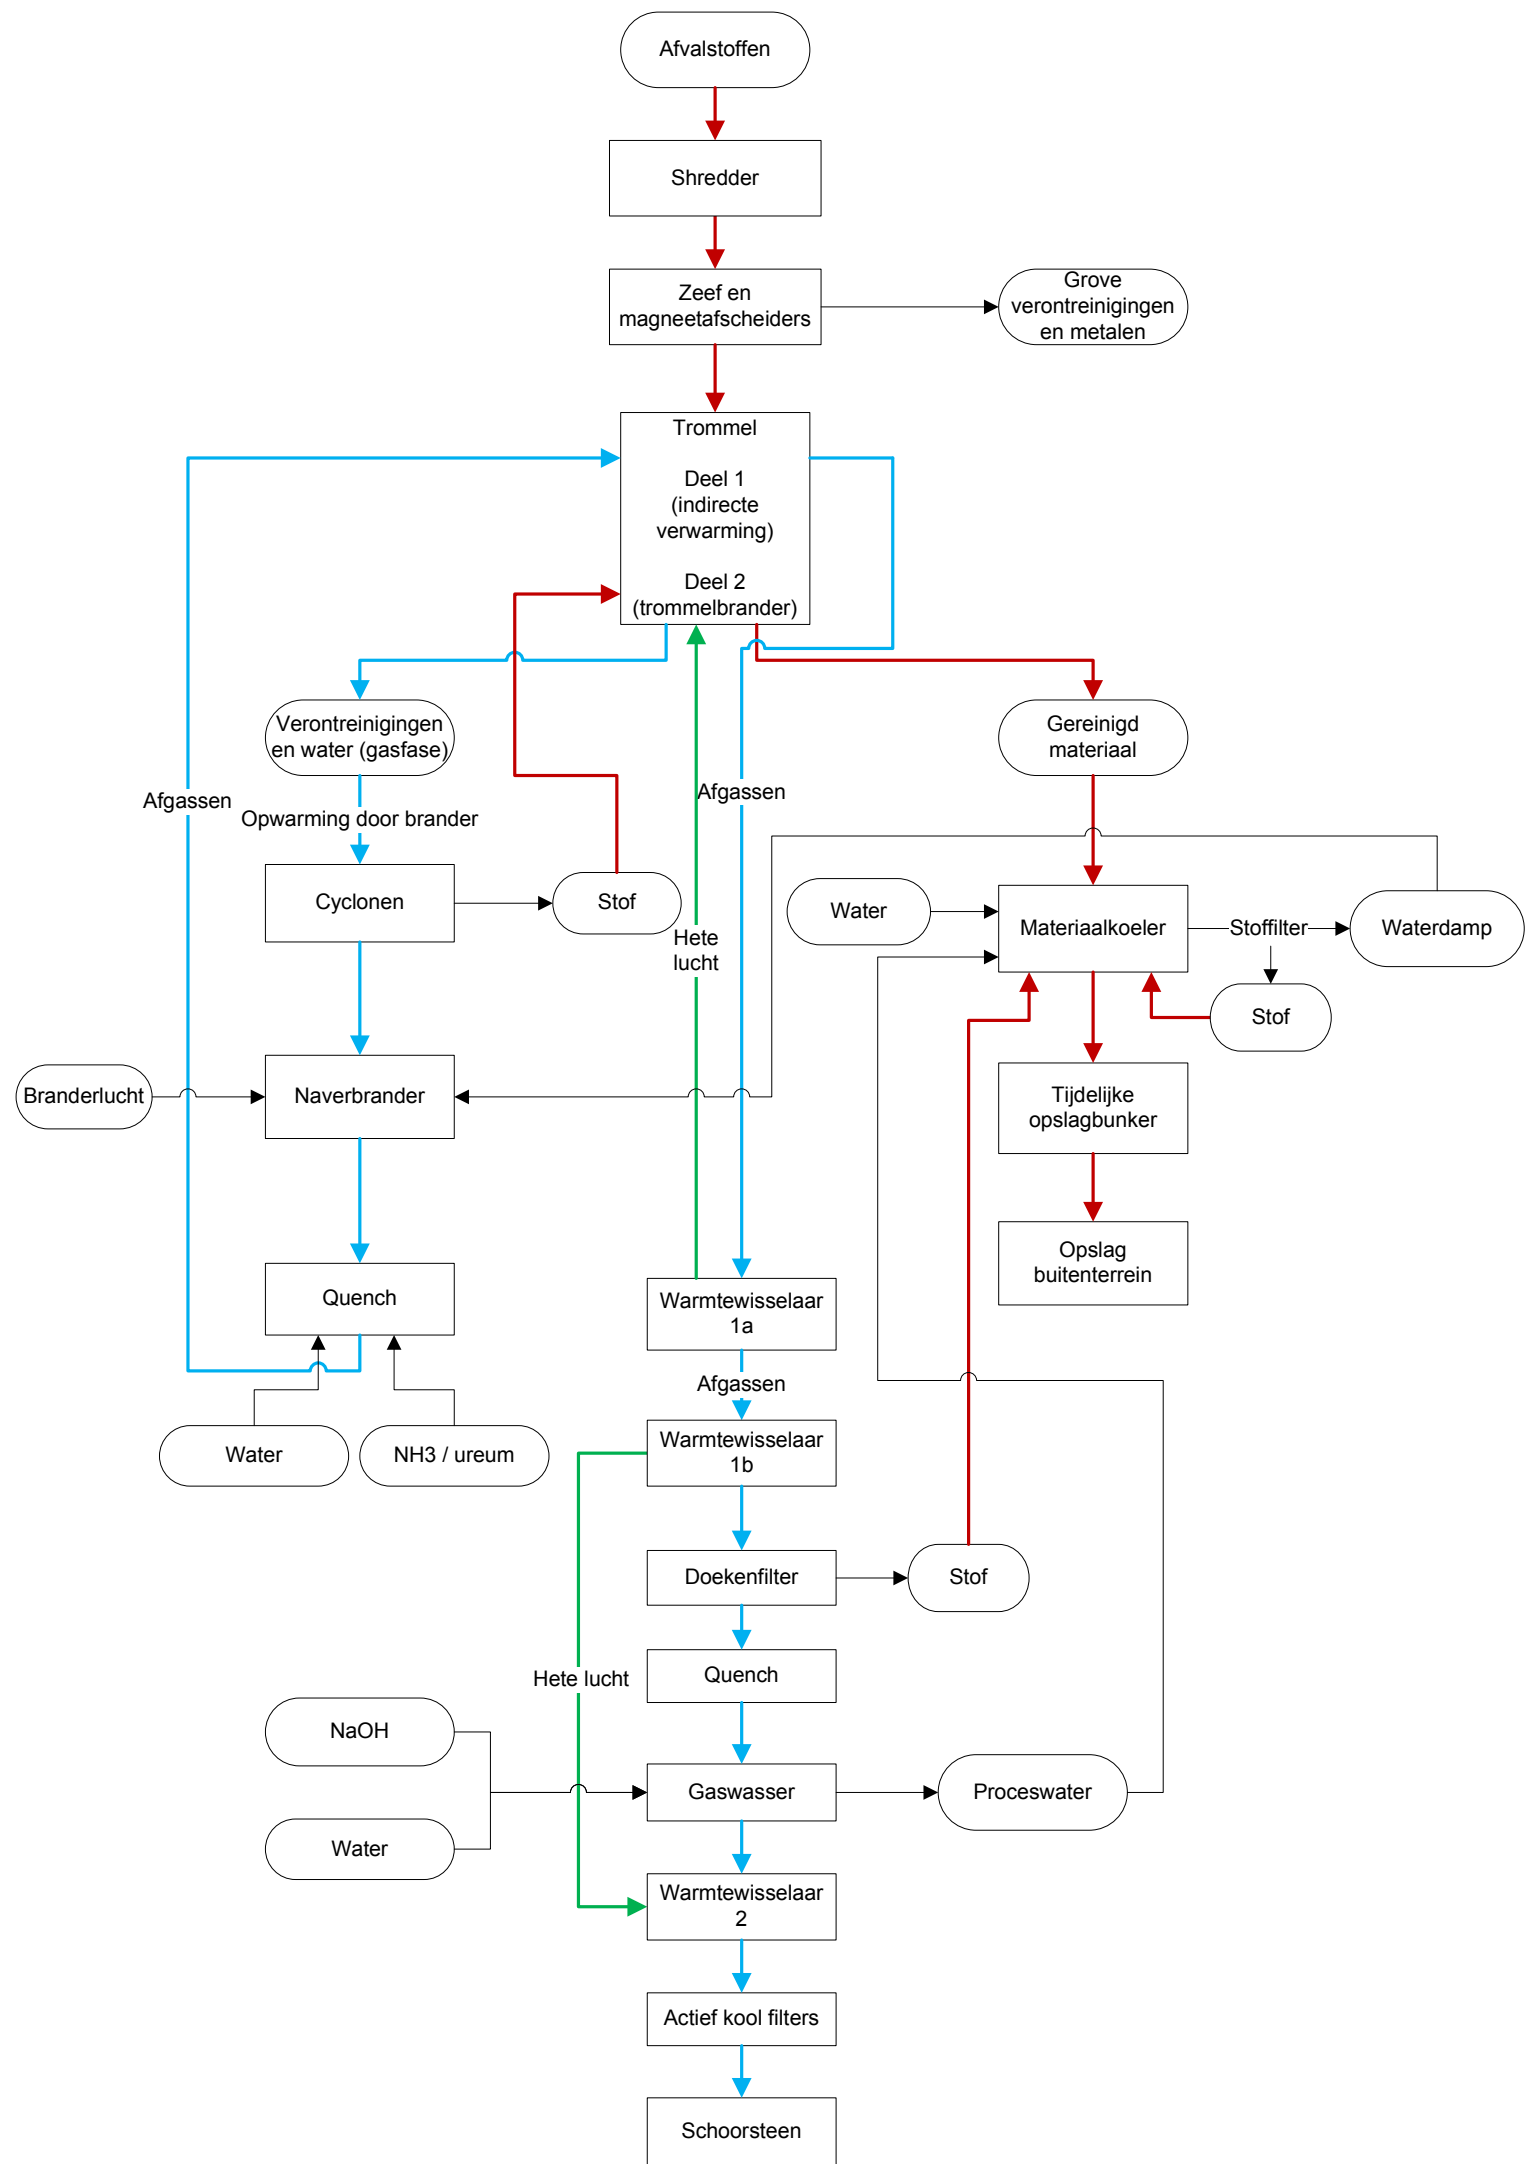 Afvalstoffen
Shredder
Zeef en
magneetafscheiders
Grove
verontreinigingen
en metalen
Trommel
Deel 1
(indirecte
verwarming)
Deel 2
(trommelbrander)
Verontreinigingen
en water (gasfase)
Gereinigd
materiaal
Afgassen
Afgassen
Opwarming door brander
Cyclonen
Stof
Water
Materiaalkoeler
Stoffilter
Waterdamp
Hete
lucht
Stof
Branderlucht
Naverbrander
Tijdelijke
opslagbunker
Opslag
buitenterrein
Quench
Warmtewisselaar
1a
Afgassen
Water
NH3 / ureum
Warmtewisselaar
1b
Doekenfilter
Stof
Hete lucht
Quench
NaOH
Gaswasser
Proceswater
Water
Warmtewisselaar
2
Actief kool filters
Schoorsteen